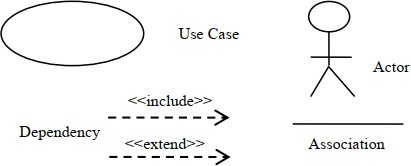 Use Case
Actor
<<include>>
Dependency
<<extend>>
Association